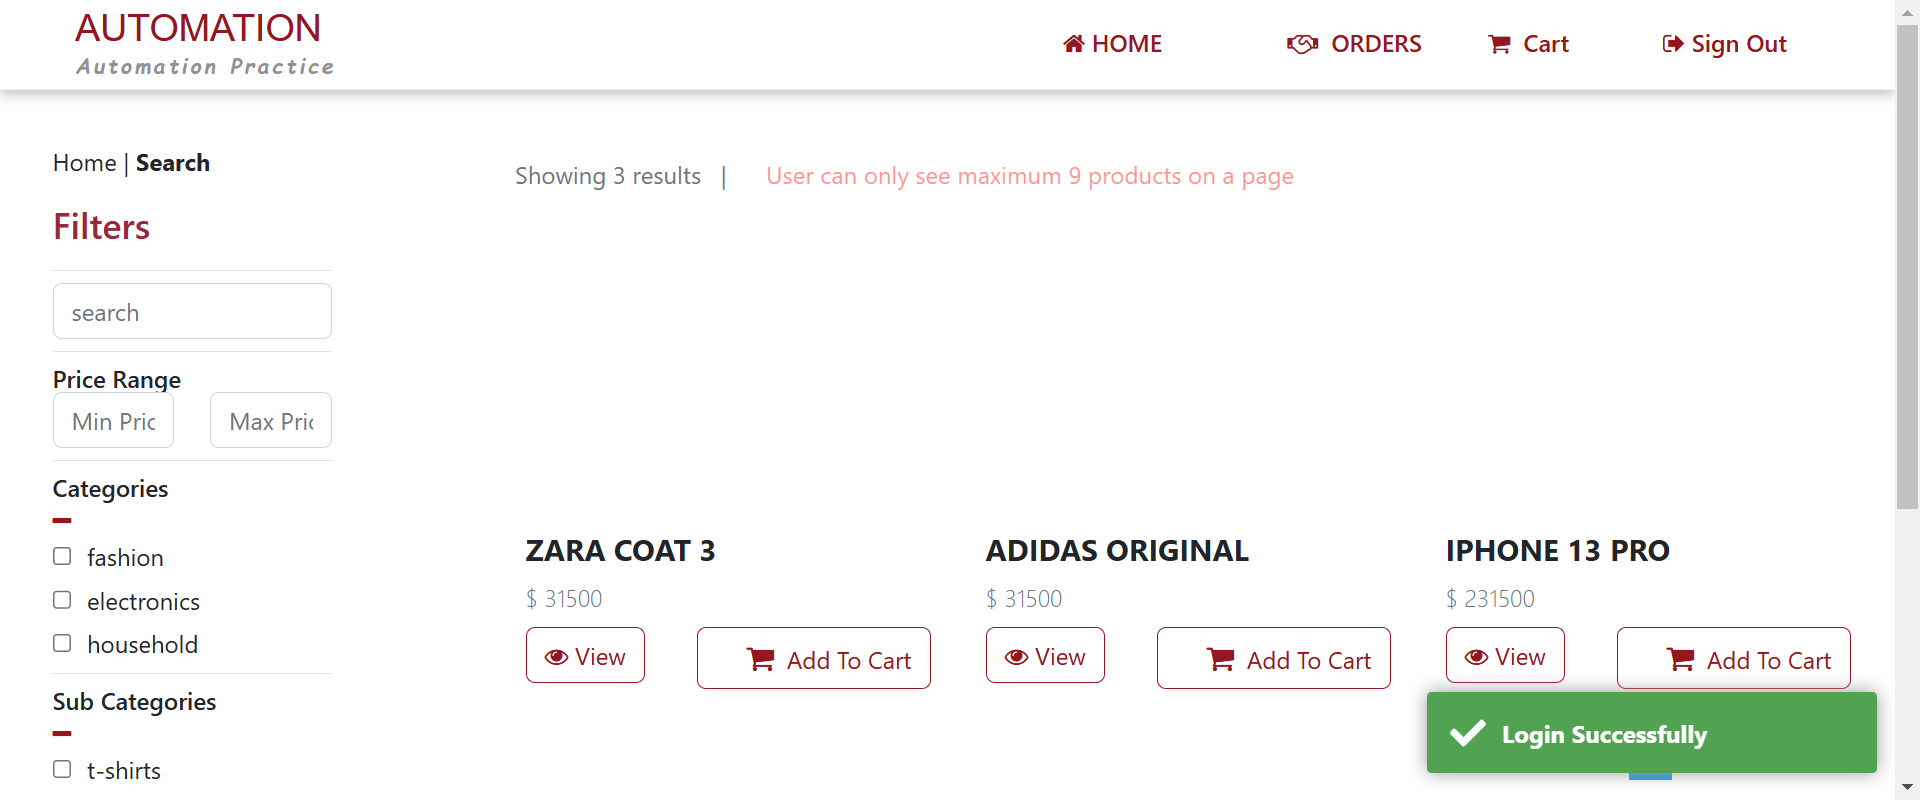 AUTOMATION
Automation Practice
HOME
ORDERS
Cart
Sign Out
Home | Search
Showing 3 results |
User can only see maximum 9 products on a page
Filters
search
Price Range
Min Pric
Max Pric
Categories
fashion
electronics
household
Sub Categories
t-shirts
ZARA COAT 3
$ 31500
View
Add To Cart
ADIDAS ORIGINAL
$ 31500
View
Add To Cart
IPHONE 13 PRO
$ 231500
View
Add To Cart
Login Successfully